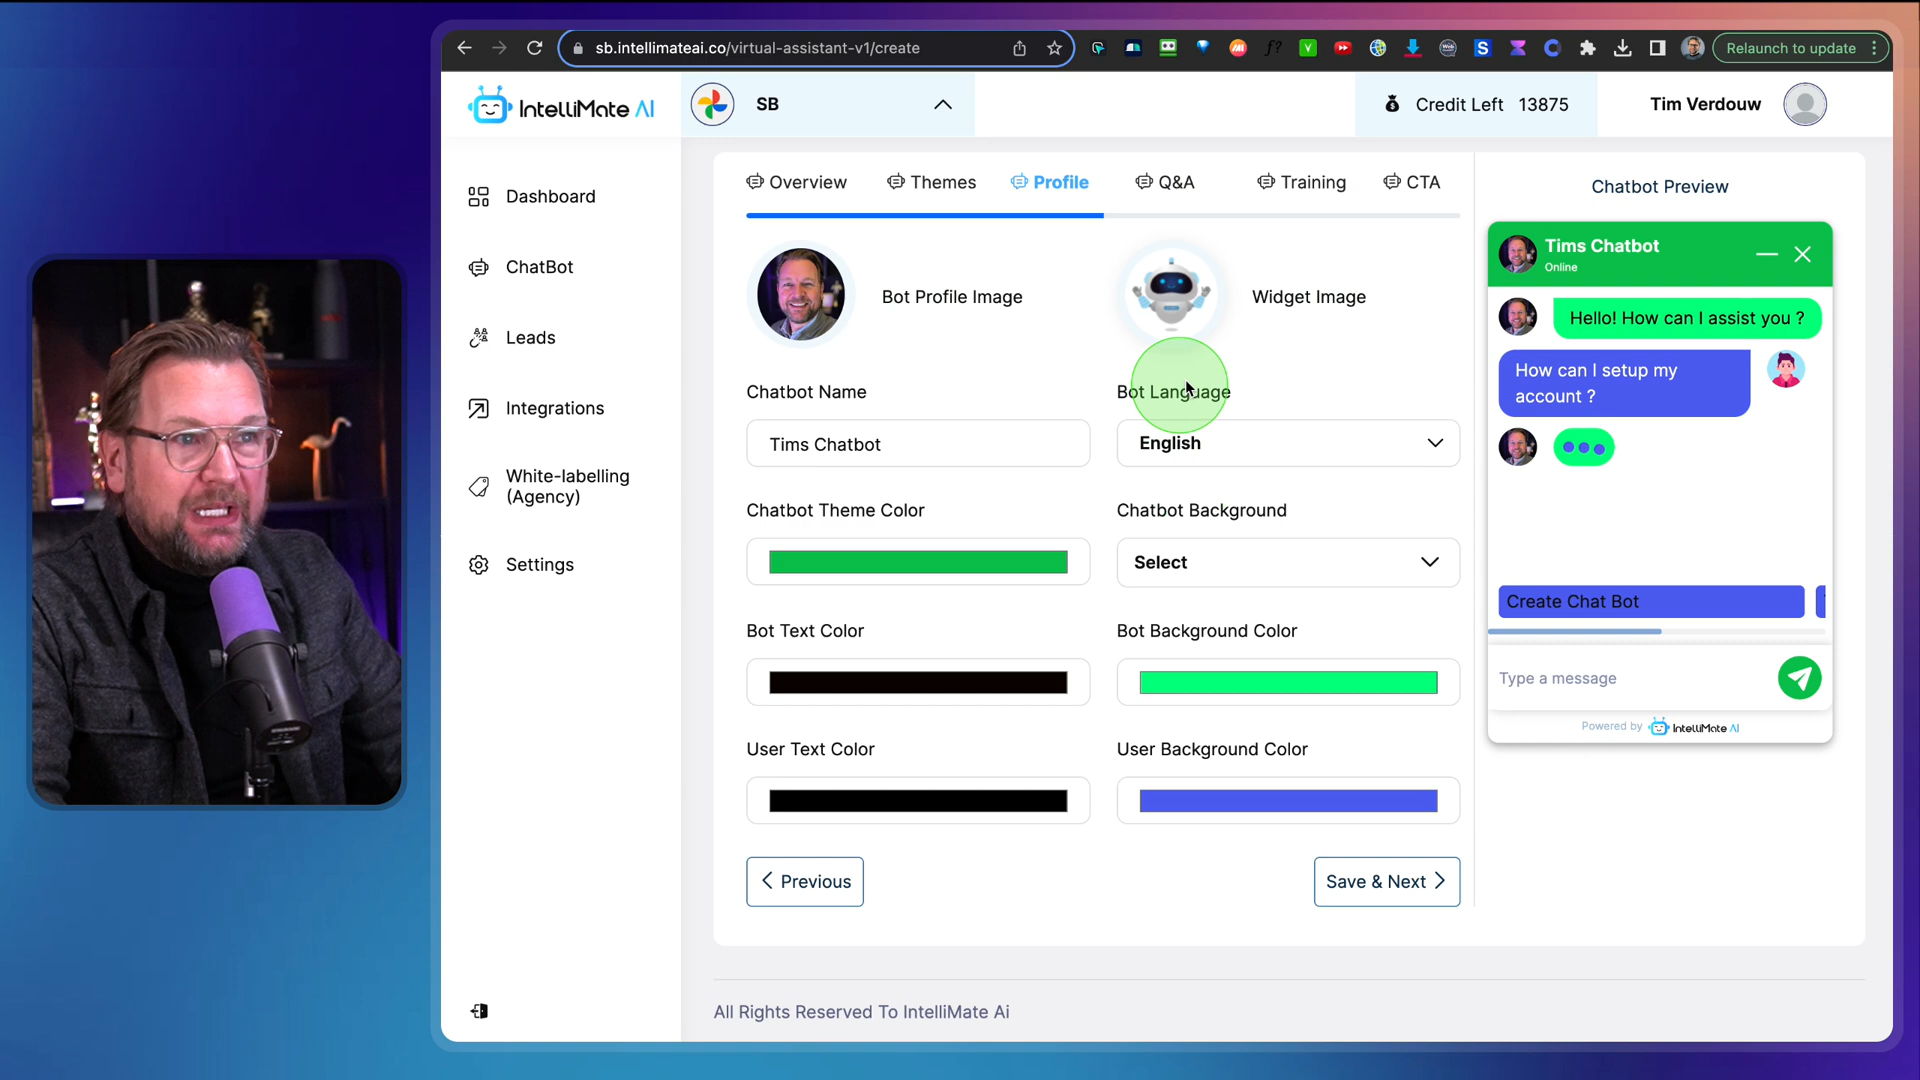 sb.intellimateai.co/virtual-assistant-v1/create
Relaunch to update
IntelliMate AI
SB
Credit Left 13875
Tim Verdouw
Dashboard
ChatBot
Leads
Integrations
White-labelling
(Agency)
Settings
Overview
Themes
Profile
Q&A
Training
CTA
Bot Profile Image
Widget Image
Chatbot Name
Bot Language
Tims Chatbot
English
Chatbot Theme Color
Chatbot Background
Select
Bot Text Color
Bot Background Color
User Text Color
User Background Color
Previous
Save & Next
Chatbot Preview
Tims Chatbot
Online
Hello! How can I assist you ?
How can I setup my
account ?
Create Chat Bot
Type a message
Powered by IntelliMate AI
All Rights Reserved To IntelliMate Ai